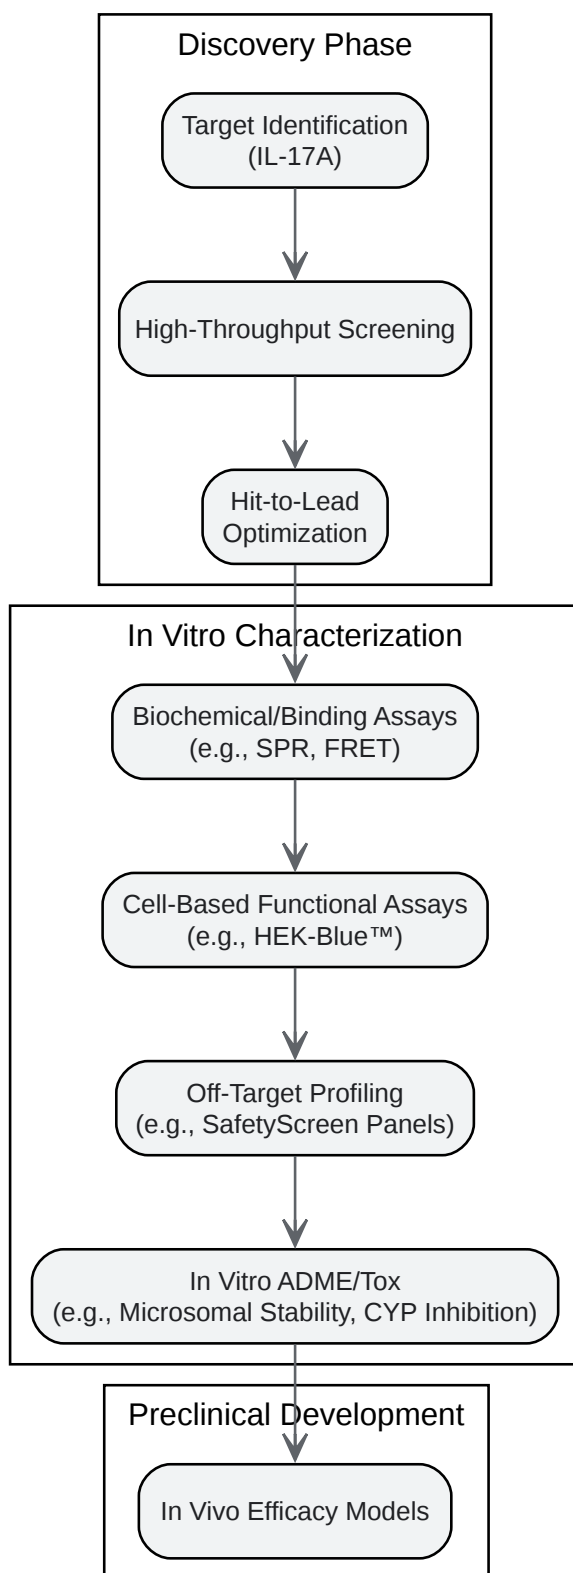 Discovery Phase
Target Identification
(IL-17A)
High-Throughput Screening
Hit-to-Lead
Optimization
In Vitro Characterization
Biochemical/Binding Assays
(e.g., SPR, FRET)
Cell-Based Functional Assays
(e.g., HEK-Blue™)
Off-Target Profiling
(e.g., SafetyScreen Panels)
In Vitro ADME/Tox
(e.g., Microsomal Stability, CYP Inhibition)
Preclinical Development
In Vivo Efficacy Models